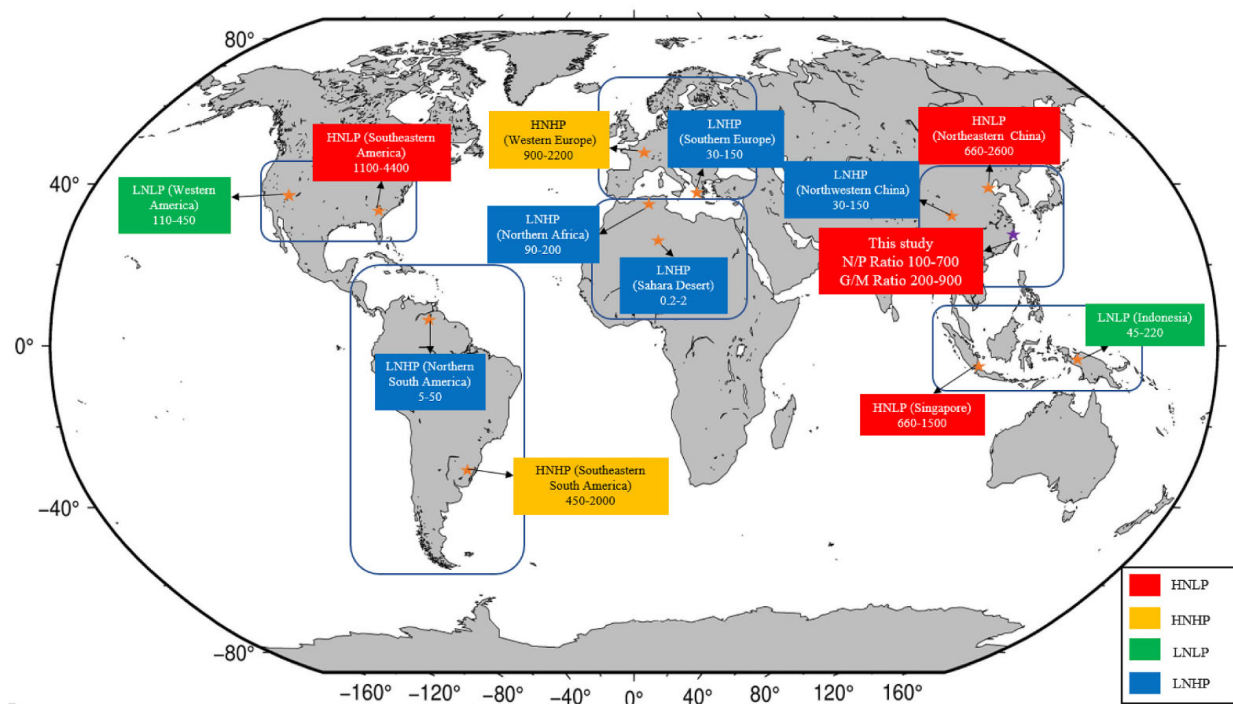 80°
40°
0°
−40°
−80°
HNLP (Southeastern
America)
1100-4400
LNLP (Western
America)
110-450
HNHP
(Western Europe)
900-2200
LNHP
(Southern Europe)
30-150
HNLP
(Northeastern China)
660-2600
LNHP
(Northwestern China)
30-150
LNHP
(Northern Africa)
90-200
LNHP
(Sahara Desert)
0.2-2
This study
N/P Ratio 100-700
G/M Ratio 200-900
LNLP (Indonesia)
45-220
LNHP (Northern
South America)
5-50
HNLP (Singapore)
660-1500
HNHP (Southeastern
South America)
450-2000
HNLP
HNHP
LNLP
LNHP
−160° −120° −80° −40° 0° 40° 80° 120° 160°